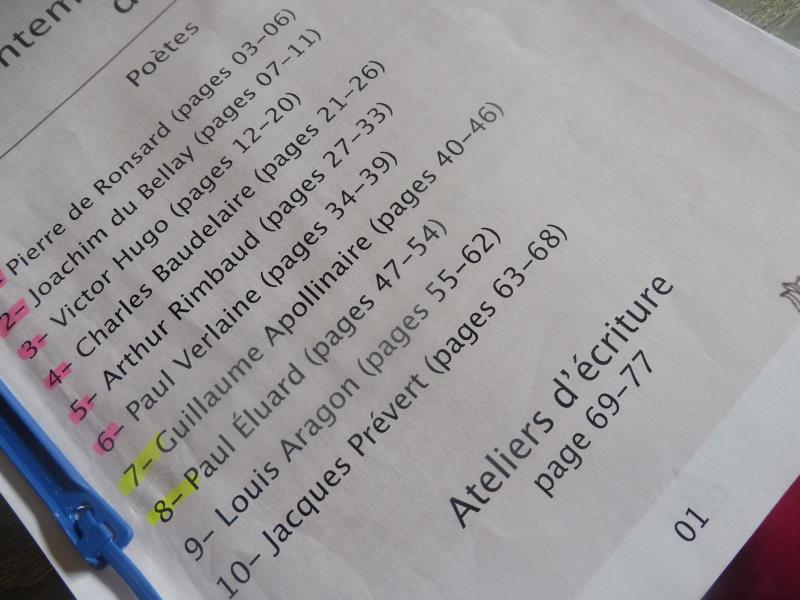 Poètes
Pierre de Ronsard (pages 03–06)
2– Joachim du Bellay (pages 07–11)
3– Victor Hugo (pages 12–20)
4– Charles Baudelaire (pages 21–26)
5– Arthur Rimbaud (pages 27–33)
6– Paul Verlaine (pages 34–39)
7– Guillaume Apollinaire (pages 40–46)
8– Paul Éluard (pages 47–54)
9– Louis Aragon (pages 55–62)
10– Jacques Prévert (pages 63–68)
Ateliers d'écriture
page 69–77
01